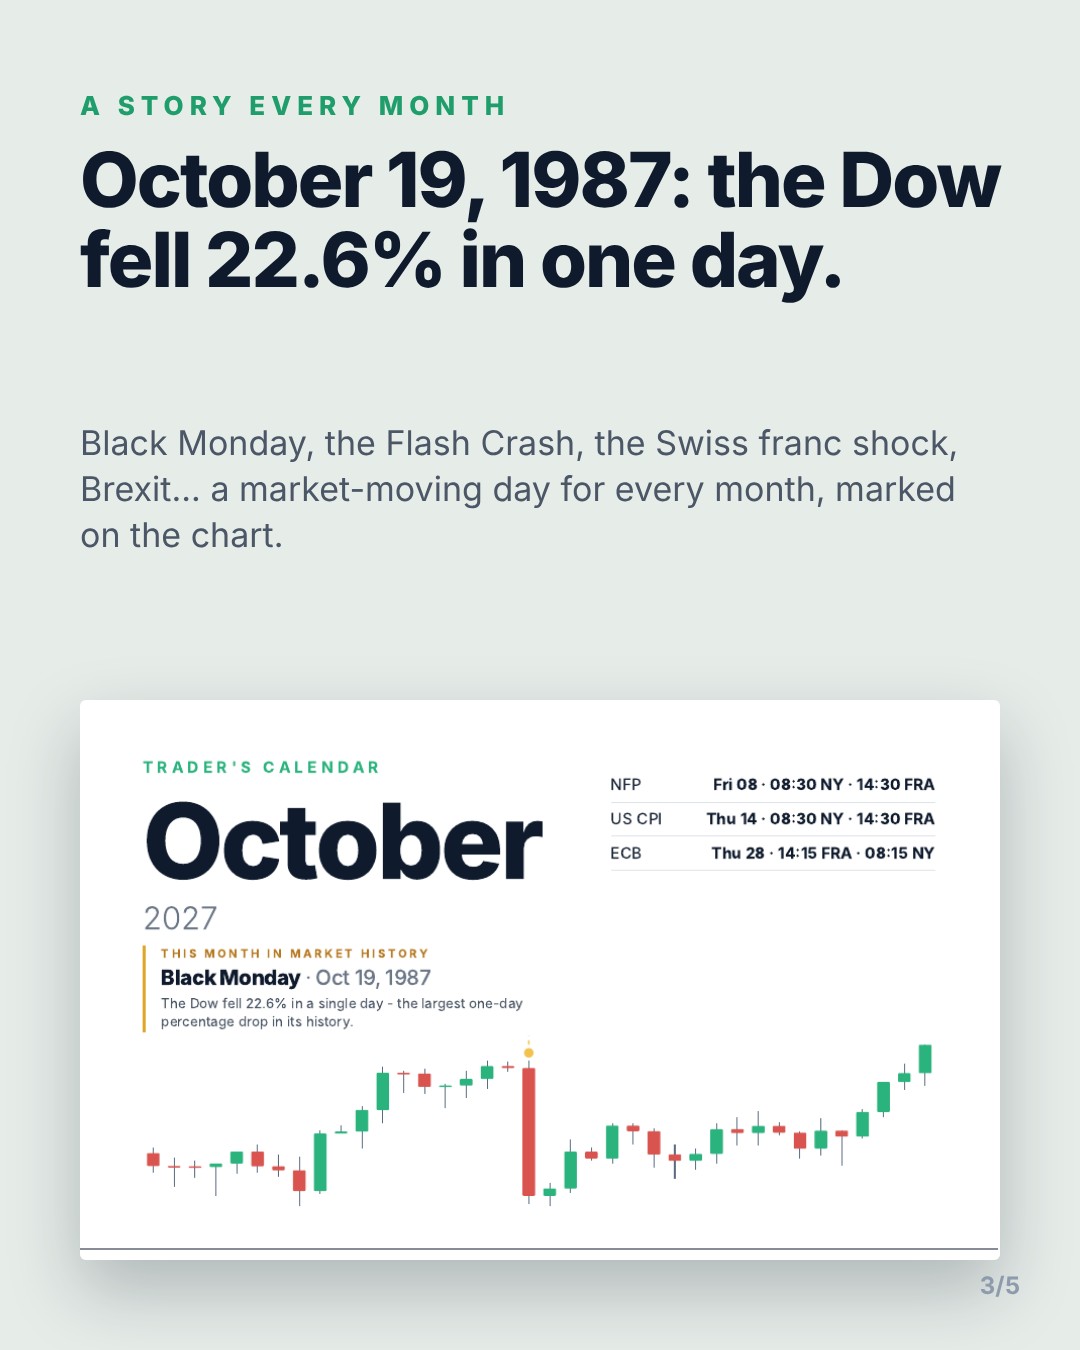 A STORY EVERY MONTH
October 19, 1987: the Dow
fell 22.6% in one day.
Black Monday, the Flash Crash, the Swiss franc shock,
Brexit... a market-moving day for every month, marked
on the chart.
TRADER'S CALENDAR
October
2027
NFP Fri 08 · 08:30 NY · 14:30 FRA
US CPI Thu 14 · 08:30 NY · 14:30 FRA
ECB Thu 28 · 14:15 FRA · 08:15 NY
THIS MONTH IN MARKET HISTORY
Black Monday · Oct 19, 1987
The Dow fell 22.6% in a single day - the largest one-day
percentage drop in its history.
3/5